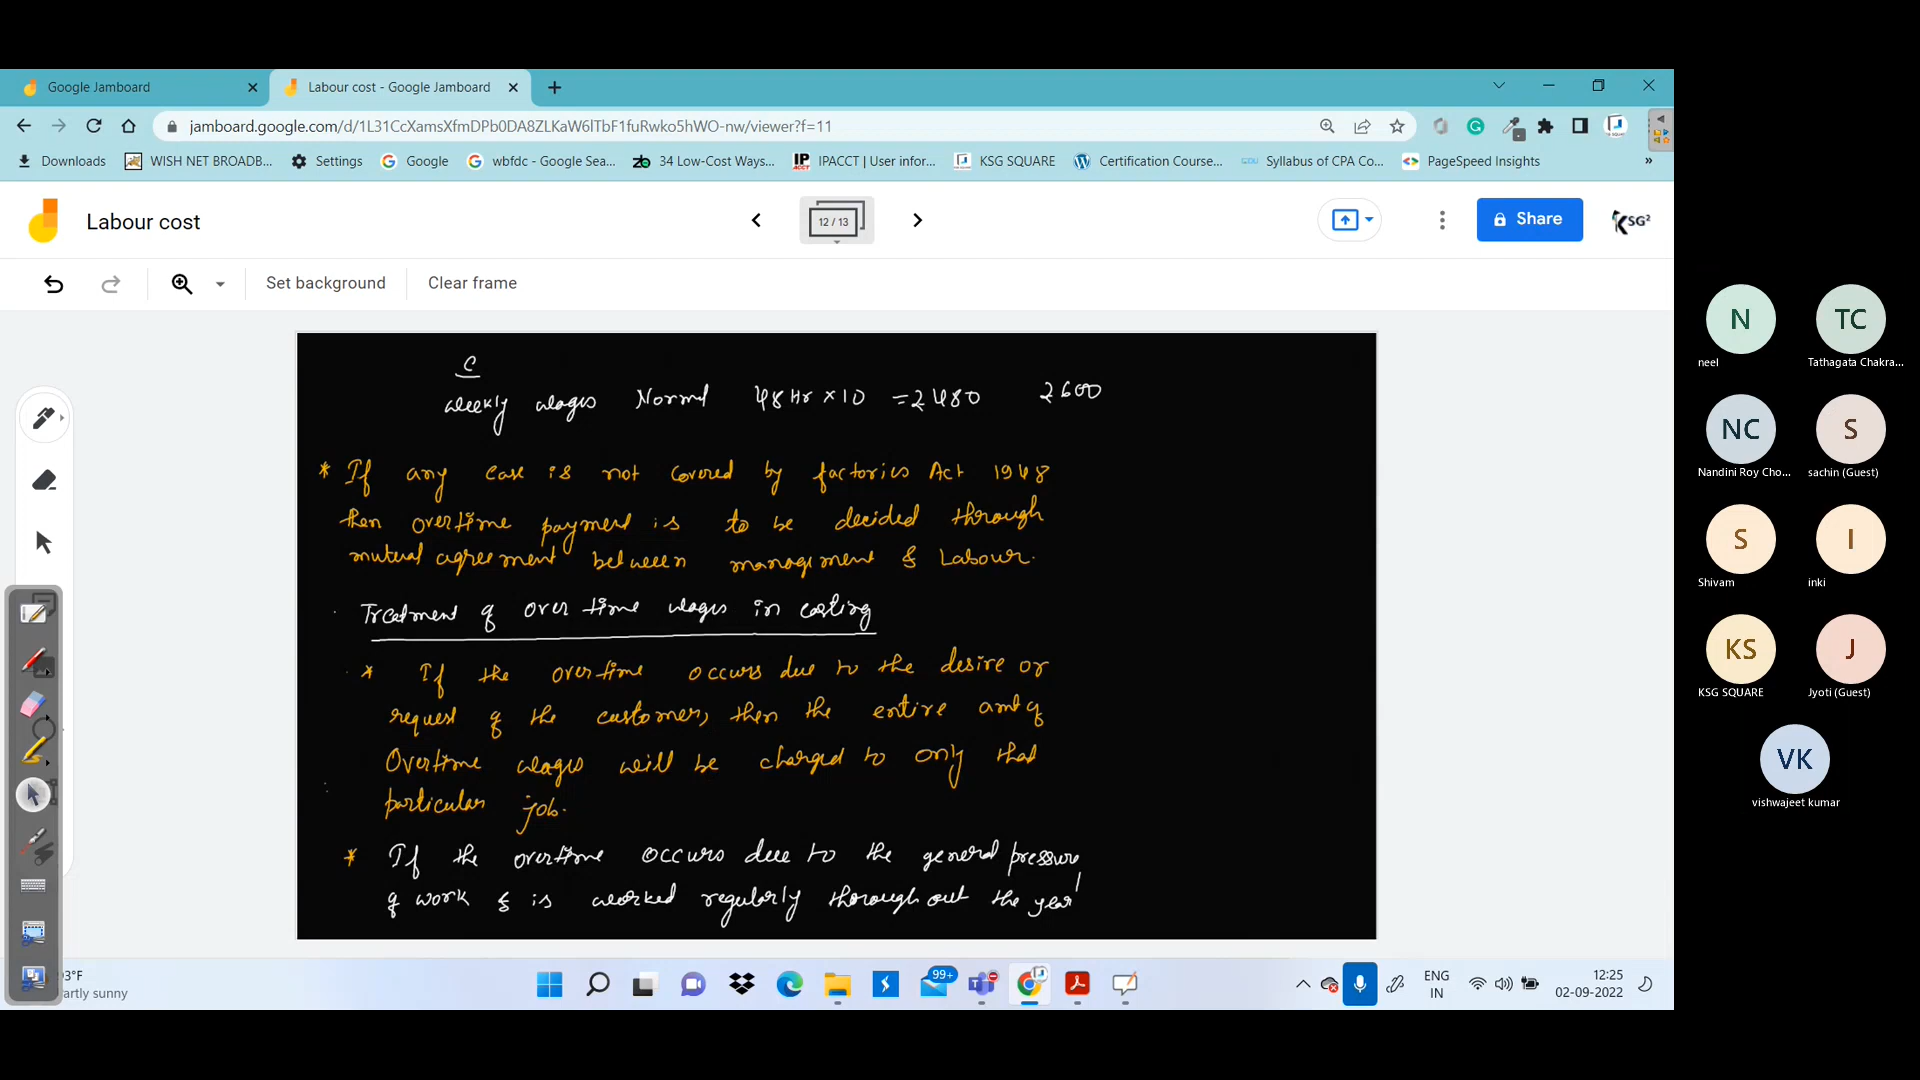 Google Jamboard
Labour cost - Google Jamboard
jamboard.google.com/d/1L31CcXamsXfmDPb0DA8ZLKaW6lTbF1fuRwko5hWO-nw/viewer?f=11
Downloads WISH NET BROADB... Settings Google wbfdc - Google Sea... 34 Low-Cost Ways... IPACCT | User infor... KSG SQUARE Certification Course... Syllabus of CPA Co... PageSpeed Insights »
Labour cost
12 / 13
Share
KSG²
Set background
Clear frame
C
Weekly wages Normal 48 Hr × 10 = 2480 2600
* If any case is not covered by factories Act 1948
then overtime payment is to be decided through
mutual agreement between management & Labour.
Treatment of over time wages in costing
* If the overtime occurs due to the desire or
request of the customer, then the entire amt of
Overtime wages will be charged to only that
particular job.
* If the overtime occurs due to the general pressure
of work & is worked regularly thorough out the year
N
neel
TC
Tathagata Chakra...
NC
Nandini Roy Cho...
S
sachin (Guest)
S
Shivam
I
inki
KS
KSG SQUARE
J
Jyoti (Guest)
VK
vishwajeet kumar
93°F
artly sunny
99+
ENG
IN
12:25
02-09-2022